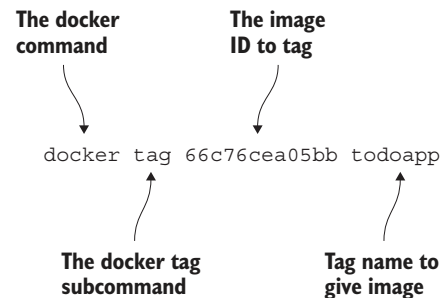 The docker
command
The image
ID to tag
docker tag 66c76cea05bb todoapp
The docker tag
subcommand
Tag name to
give image